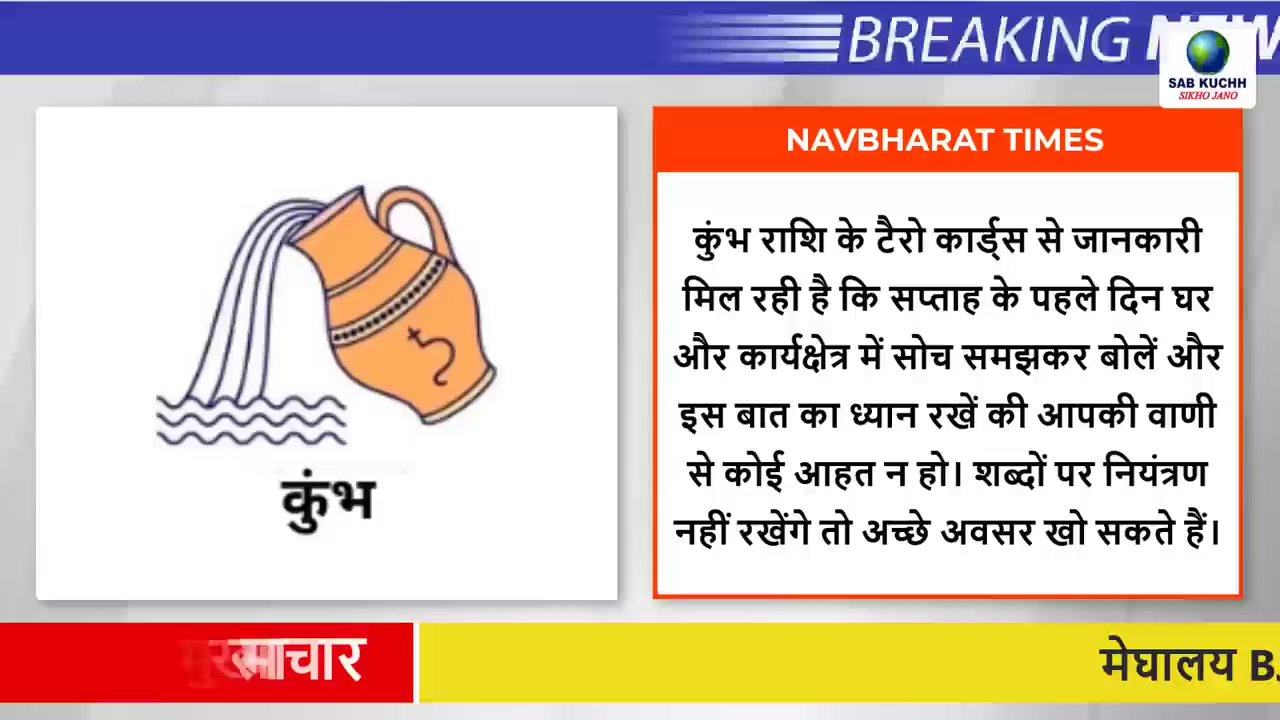 BREAKING NEW
SAB KUCHH
SIKHO JANO
NAVBHARAT TIMES
कुंभ राशि के टैरो कार्ड्स से जानकारी
मिल रही है कि सप्ताह के पहले दिन घर
और कार्यक्षेत्र में सोच समझकर बोलें और
इस बात का ध्यान रखें की आपकी वाणी
से कोई आहत न हो। शब्दों पर नियंत्रण
नहीं रखेंगे तो अच्छे अवसर खो सकते हैं।
कुंभ
मेघालय B